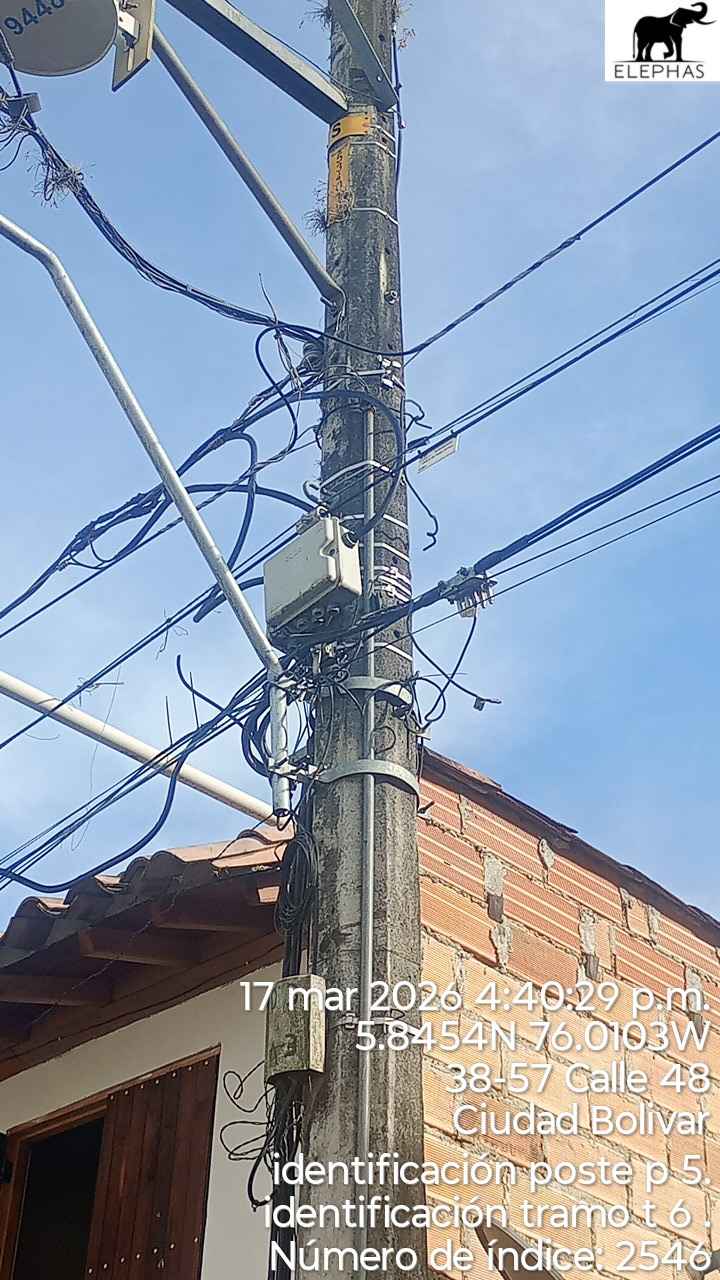 9448
ELEPHAS
S
17 mar 2026 4:40:29 p.m.
5.8454N 76.0103W
38-57 Calle 48
Ciudad Bolivar
identificación poste p 5.
identificación tramo t 6 .
Número de índice: 2546